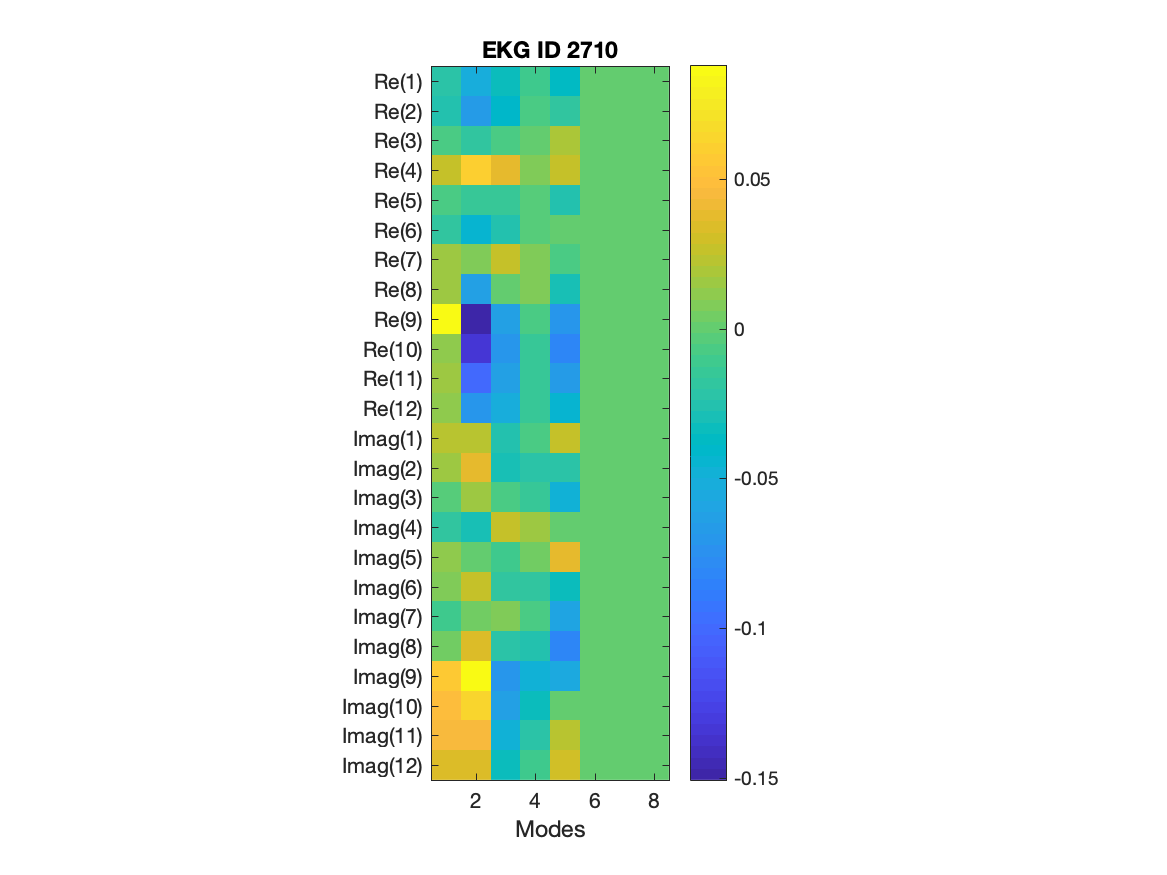 EKG ID 2710
Re(1)
Re(2)
Re(3)
Re(4)
Re(5)
Re(6)
Re(7)
Re(8)
Re(9)
Re(10)
Re(11)
Re(12)
Imag(1)
Imag(2)
Imag(3)
Imag(4)
Imag(5)
Imag(6)
Imag(7)
Imag(8)
Imag(9)
Imag(10)
Imag(11)
Imag(12)
2 4 6 8
Modes
0.05
0
-0.05
-0.1
-0.15